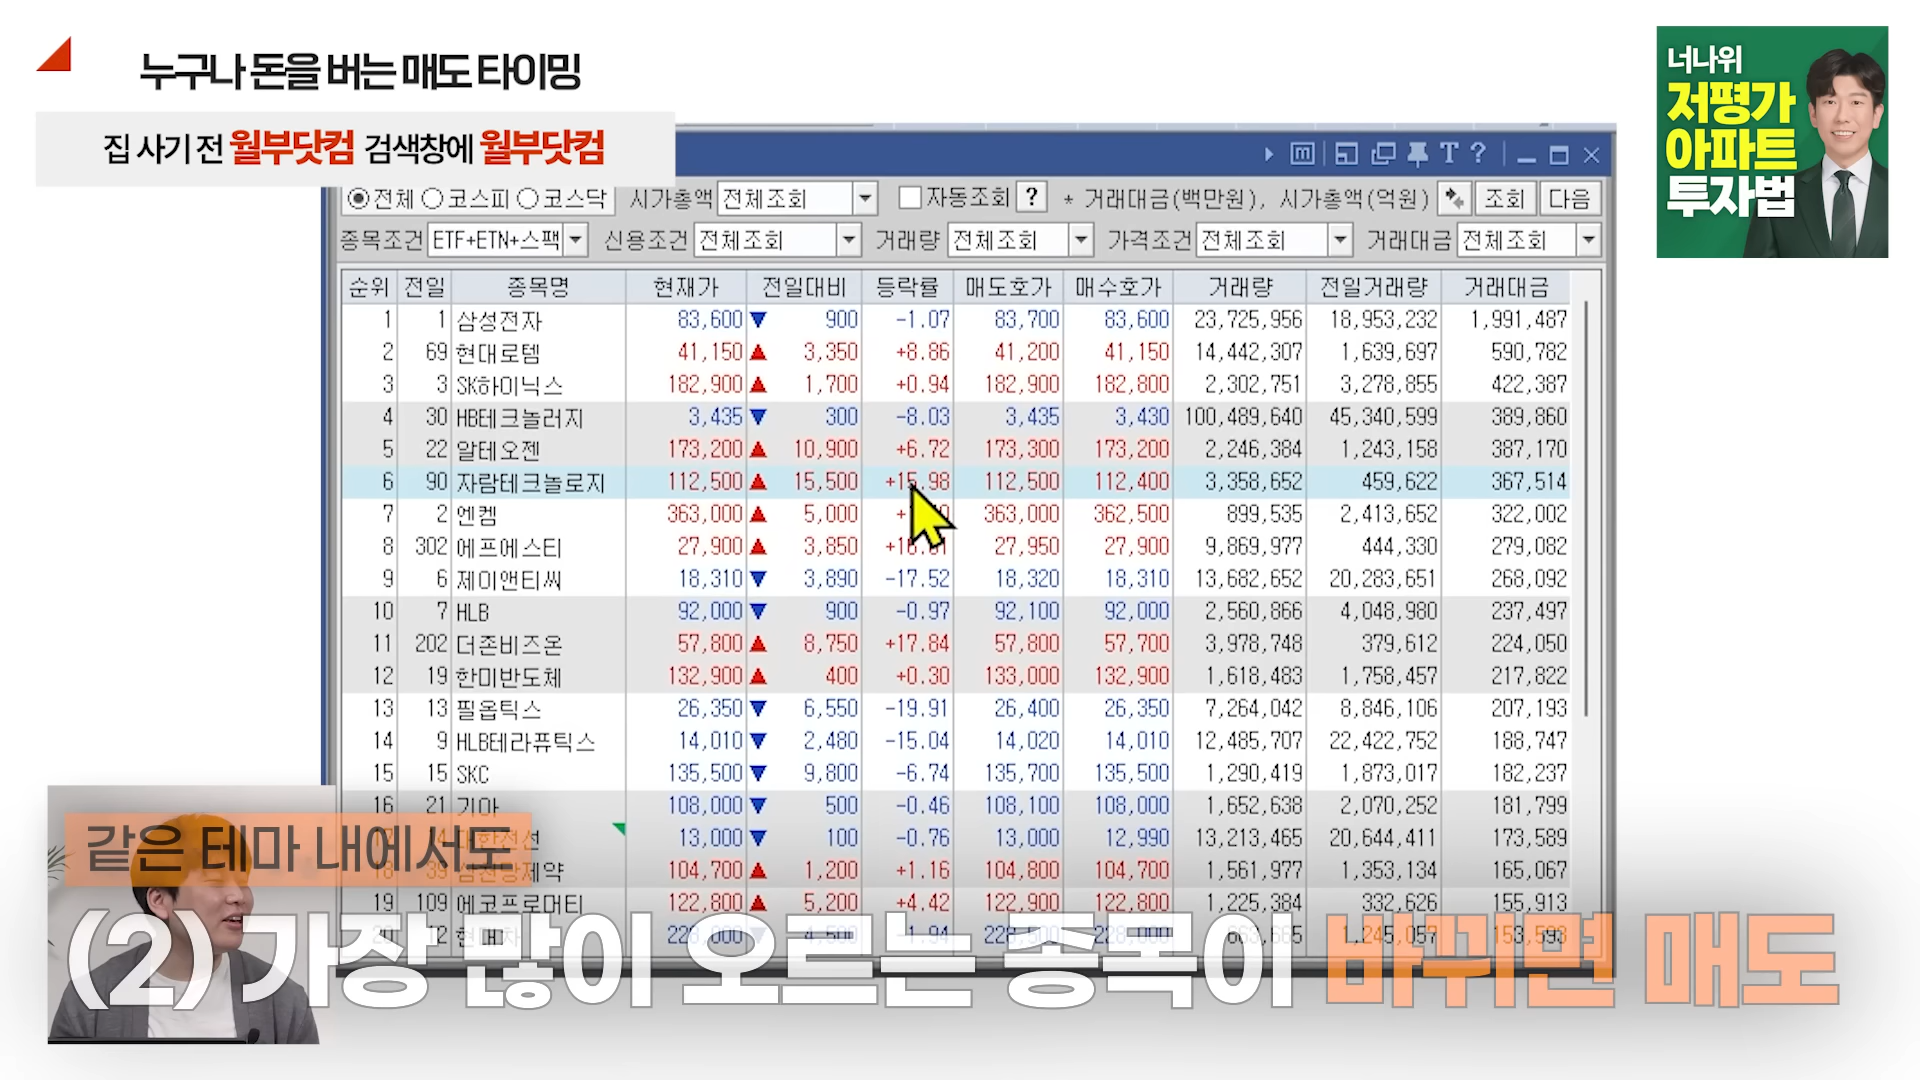 누구나 돈을 버는 매도 타이밍
집 사기 전 월부닷컴 검색창에 월부닷컴
너나위
저평가
아파트
투자법
전체 코스피 코스닥 시가총액 전체조회 자동조회 ? * 거래대금(백만원), 시가총액(억원) 조회 다음
종목조건 ETF+ETN+스팩 신용조건 전체조회 거래량 전체조회 가격조건 전체조회 거래대금 전체조회
순위 전일 종목명 현재가 전일대비 등락률 매도호가 매수호가 거래량 전일거래량 거래대금
1 1 삼성전자 83,600 ▼ 900 -1.07 83,700 83,600 23,725,956 18,953,232 1,991,487
2 69 현대로템 41,150 ▲ 3,350 +8.86 41,200 41,150 14,442,307 1,639,697 590,782
3 3 SK하이닉스 182,900 ▲ 1,700 +0.94 182,900 182,800 2,302,751 3,278,855 422,387
4 30 HB테크놀러지 3,435 ▼ 300 -8.03 3,435 3,430 100,489,640 45,340,599 389,860
5 22 알테오젠 173,200 ▲ 10,900 +6.72 173,300 173,200 2,246,384 1,243,158 387,170
6 90 자람테크놀로지 112,500 ▲ 15,500 +15.98 112,500 112,400 3,358,652 459,622 367,514
7 2 엔켐 363,000 ▲ 5,000 363,000 362,500 899,535 2,413,652 322,002
8 302 에프에스티 27,900 ▲ 3,850 27,950 27,900 9,869,977 444,330 279,082
9 6 제이앤티씨 18,310 ▼ 3,890 -17.52 18,320 18,310 13,682,652 20,283,651 268,092
10 7 HLB 92,000 ▼ 900 -0.97 92,100 92,000 2,560,866 4,048,980 237,497
11 202 더존비즈온 57,800 ▲ 8,750 +17.84 57,800 57,700 3,978,748 379,612 224,050
12 19 한미반도체 132,900 ▲ 400 +0.30 133,000 132,900 1,618,483 1,758,457 217,822
13 13 필옵틱스 26,350 ▼ 6,550 -19.91 26,400 26,350 7,264,042 8,846,106 207,193
14 9 HLB테라퓨틱스 14,010 ▼ 2,480 -15.04 14,020 14,010 12,485,707 22,422,752 188,747
15 15 SKC 135,500 ▼ 9,800 -6.74 135,700 135,500 1,290,419 1,873,017 182,237
16 21 기아 108,000 ▼ 500 -0.46 108,100 108,000 1,652,638 2,070,252 181,799
13,000 ▼ 100 -0.76 13,000 12,990 13,213,465 20,644,411 173,589
104,700 ▲ 1,200 +1.16 104,800 104,700 1,561,977 1,353,134 165,067
19 109 에코프로머티 122,800 ▲ 5,200 +4.42 122,900 122,800 1,225,384 332,626 155,913
같은 테마 내에서도
(2) 가장 많이 오르는 종목이 바뀌면 매도